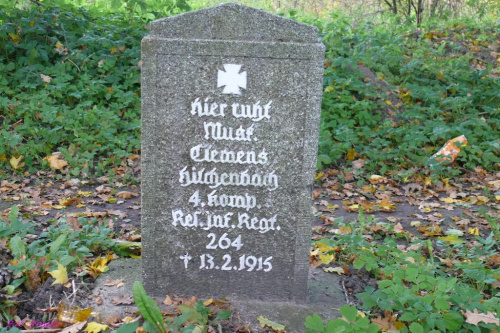 hier ruht
Musk.
Clemens
Hilchenbach
4. Komp.
Res. Inf. Regt.
264
† 13.2.1915